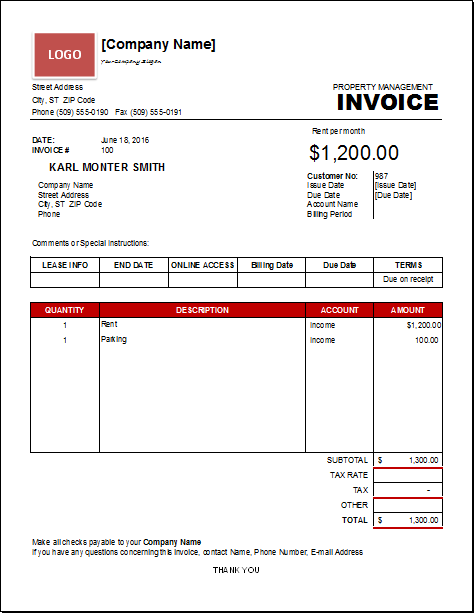 LOGO
[Company Name]
Your Company Slogan
Street Address
City, ST ZIP Code
Phone (509) 555-0190 Fax (509) 555-0191
PROPERTY MANAGEMENT
INVOICE
DATE: June 18, 2016
INVOICE # 100
Rent per month
$1,200.00
KARL MONTER SMITH
Company Name
Street Address
City, ST ZIP Code
Phone
Customer No: 987
Issue Date [Issue Date]
Due Date [Due Date]
Account Name
Billing Period
Comments or Special Instructions:
LEASE INFO END DATE ONLINE ACCESS Billing Date Due Date TERMS
Due on receipt
QUANTITY DESCRIPTION ACCOUNT AMOUNT
1 Rent Income $1,200.00
1 Parking Income 100.00
SUBTOTAL $ 1,300.00
TAX RATE
TAX -
OTHER
TOTAL $ 1,300.00
Make all checks payable to your Company Name
If you have any questions concerning this invoice, contact Name, Phone Number, E-mail Address
THANK YOU